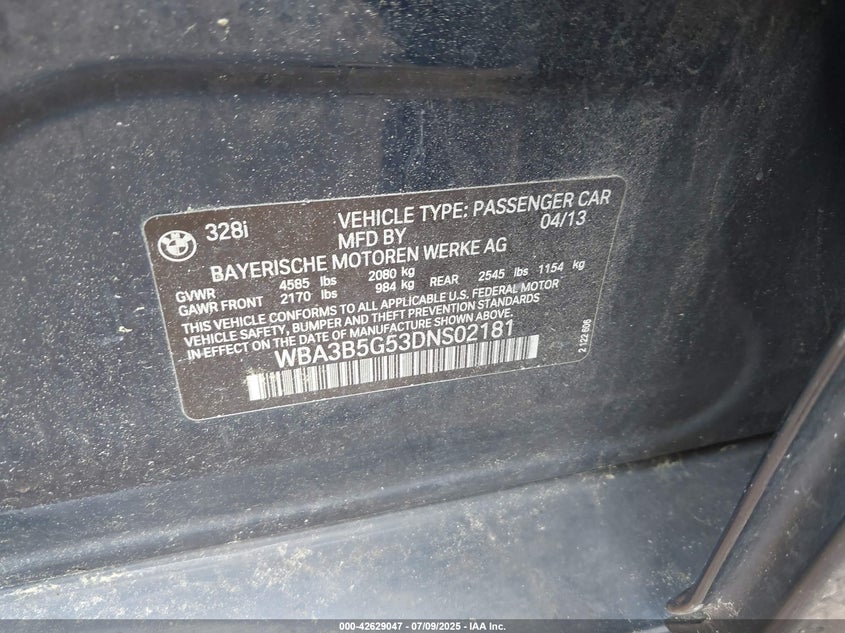 BMW
328i
VEHICLE TYPE: PASSENGER CAR
MFD BY 04/13
BAYERISCHE MOTOREN WERKE AG
GVWR 4585 lbs 2080 kg
GAWR FRONT 2170 lbs 984 kg REAR 2545 lbs 1154 kg
THIS VEHICLE CONFORMS TO ALL APPLICABLE U.S. FEDERAL MOTOR
VEHICLE SAFETY, BUMPER AND THEFT PREVENTION STANDARDS
IN EFFECT ON THE DATE OF MANUFACTURE SHOWN ABOVE.
WBA3B5G53DNS02181
2 122 606
000-42629047 - 07/09/2025 - IAA Inc.